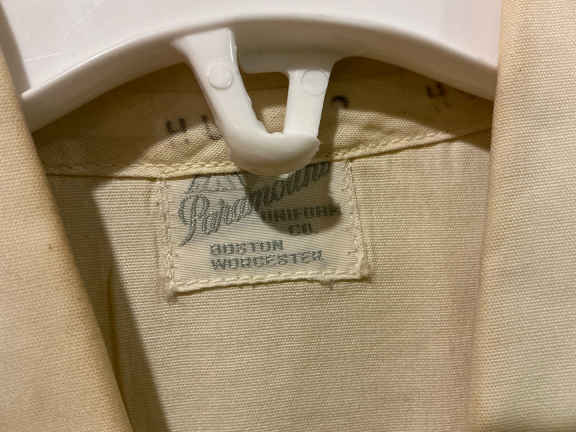 Paramount
UNIFORM
CO
BOSTON
WORCESTER